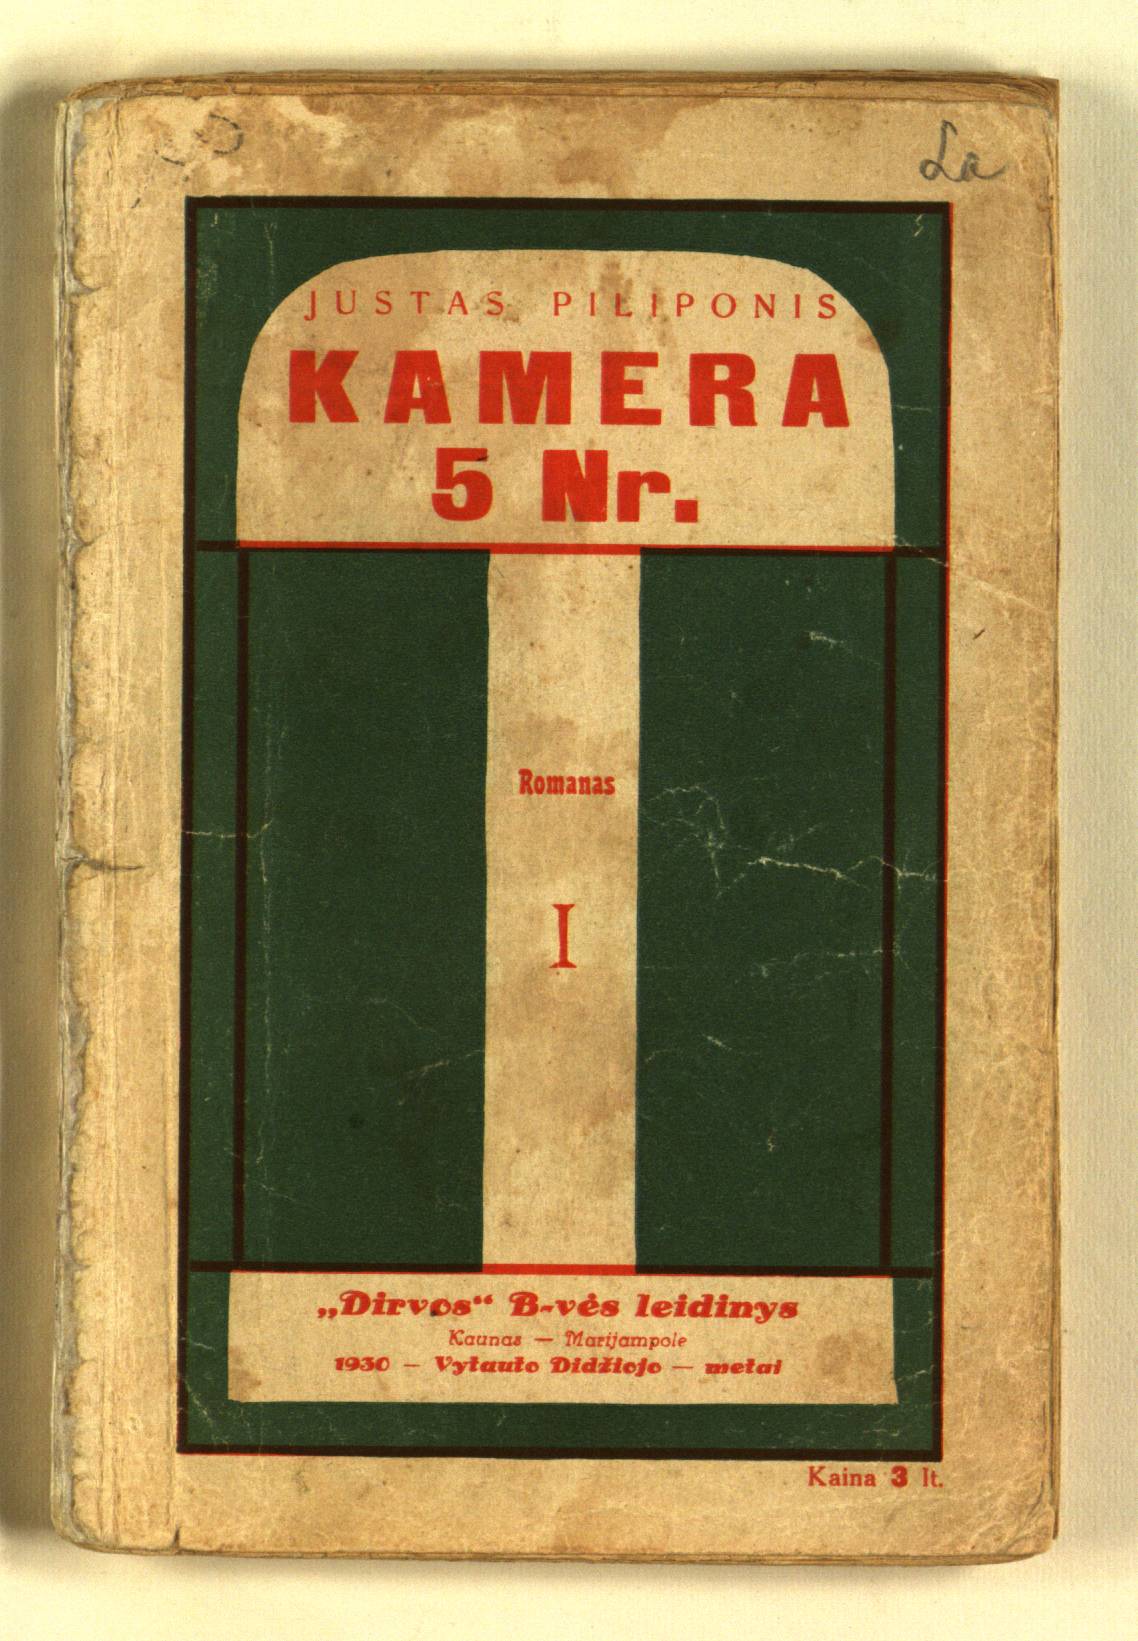 La
JUSTAS PILIPONIS
KAMERA
5 Nr.
Romanas
I
„Dirvos“ B-vės leidinys
Kaunas — Marijampole
1930 — Vytauto Didžiojo — metai
Kaina 3 lt.